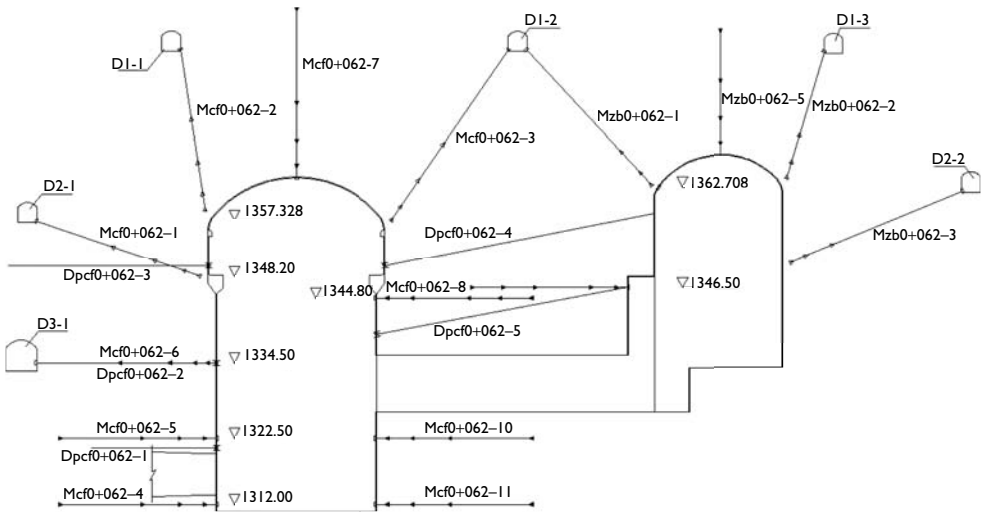 D1-1
Mcf0+062-7
D1-2
D1-3
Mcf0+062–2
Mcf0+062–3
Mzb0+062–1
Mzb0+062–5
Mzb0+062–2
D2-1
D2-2
Mcf0+062–1
1357.328
1362.708
Dpcf0+062–4
Mzb0+062–3
Dpcf0+062–3
1348.20
1344.80
Mcf0+062–8
1346.50
Dpcf0+062–5
D3-1
Mcf0+062–6
1334.50
Dpcf0+062–2
Mcf0+062–5
1322.50
Mcf0+062–10
Dpcf0+062–1
Mcf0+062–4
1312.00
Mcf0+062–11